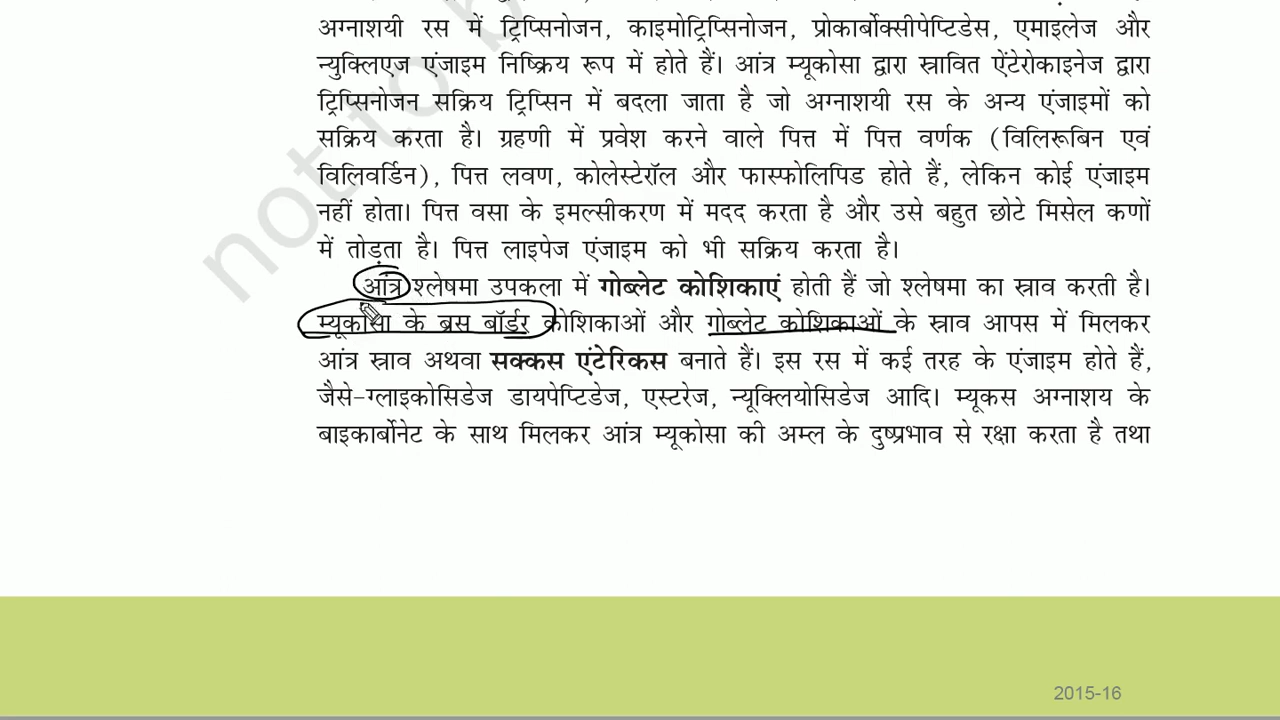 अग्नाशयी रस में ट्रिप्सिनोजन, काइमोट्रिप्सिनोजन, प्रोकार्बोक्सीपेप्टिडेस, एमाइलेज और
न्युक्लिएज एंजाइम निष्क्रिय रूप में होते हैं। आंत्र म्यूकोसा द्वारा स्रावित ऐंटेरोकाइनेज द्वारा
ट्रिप्सिनोजन सक्रिय ट्रिप्सिन में बदला जाता है जो अग्नाशयी रस के अन्य एंजाइमों को
सक्रिय करता है। ग्रहणी में प्रवेश करने वाले पित्त में पित्त वर्णक (विलिरूबिन एवं
विलिवर्डिन), पित्त लवण, कोलेस्टेरॉल और फास्फोलिपिड होते हैं, लेकिन कोई एंजाइम
नहीं होता। पित्त वसा के इमल्सीकरण में मदद करता है और उसे बहुत छोटे मिसेल कणों
में तोड़ता है। पित्त लाइपेज एंजाइम को भी सक्रिय करता है।
आंत्र श्लेषमा उपकला में गोब्लेट कोशिकाएं होती हैं जो श्लेषमा का स्राव करती है।
म्यूकोसा के ब्रस बॉर्डर कोशिकाओं और गोब्लेट कोशिकाओं के स्राव आपस में मिलकर
आंत्र स्राव अथवा सक्कस एंटेरिकस बनाते हैं। इस रस में कई तरह के एंजाइम होते हैं,
जैसे-ग्लाइकोसिडेज डायपेप्टिडेज, एस्टरेज, न्यूक्लियोसिडेज आदि। म्यूकस अग्नाशय के
बाइकार्बोनेट के साथ मिलकर आंत्र म्यूकोसा की अम्ल के दुष्प्रभाव से रक्षा करता है तथा
not to
2015-16